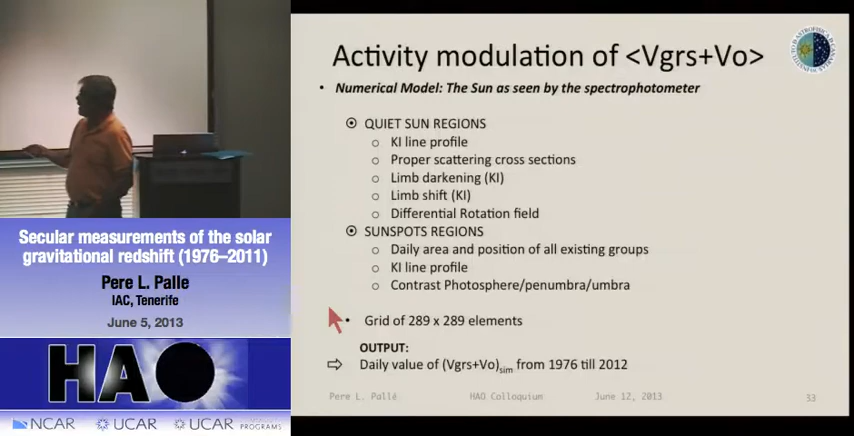 Activity modulation of <Vgrs+Vo>
• Numerical Model: The Sun as seen by the spectrophotometer
QUIET SUN REGIONS
KI line profile
Proper scattering cross sections
Limb darkening (KI)
Limb shift (KI)
Differential Rotation field
SUNSPOTS REGIONS
Daily area and position of all existing groups
KI line profile
Contrast Photosphere/penumbra/umbra
• Grid of 289 x 289 elements
OUTPUT:
⇨ Daily value of (Vgrs+Vo)sim from 1976 till 2012
Pere L. Pallé HAO Colloquium June 12, 2013 33
Secular measurements of the solar
gravitational redshift (1976–2011)
Pere L. Palle
IAC, Tenerife
June 5, 2013
HAO
NCAR UCAR UCAR
PROGRAMS